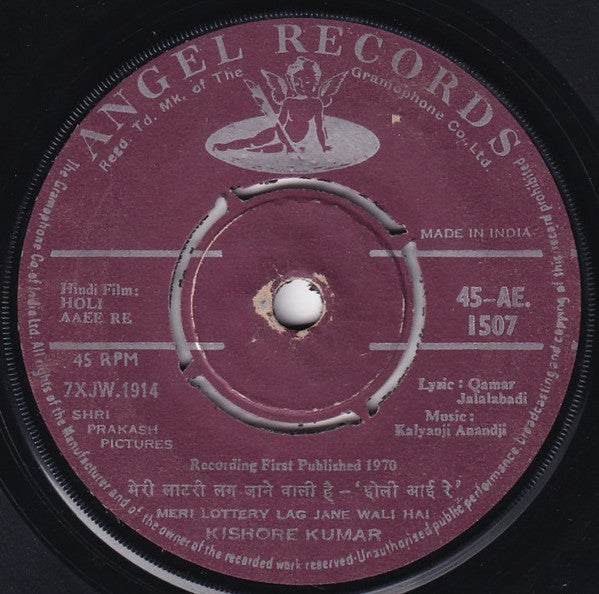 ANGEL RECORDS
Regd. Td. Mk. of The Gramophone Co. Ltd.
MADE IN INDIA
Hindi Film:
HOLI
AAEE RE
45-AE.
1507
45 RPM
7XJW.1914
SHRI
PRAKASH
PICTURES
Lyric : Qamar
Jalalabadi
Music :
Kalyanji Anandji
Recording First Published 1970
मेरी लाटरी लग जाने वाली है - 'होली आई रे'
MERI LOTTERY LAG JANE WALI HAI
KISHORE KUMAR
The Gramophone Co. of India Ltd All rights of the Manufacturer and of the owner of the recorded work reserved-Unauthorised public performance, broadcasting and copying of this record prohibited